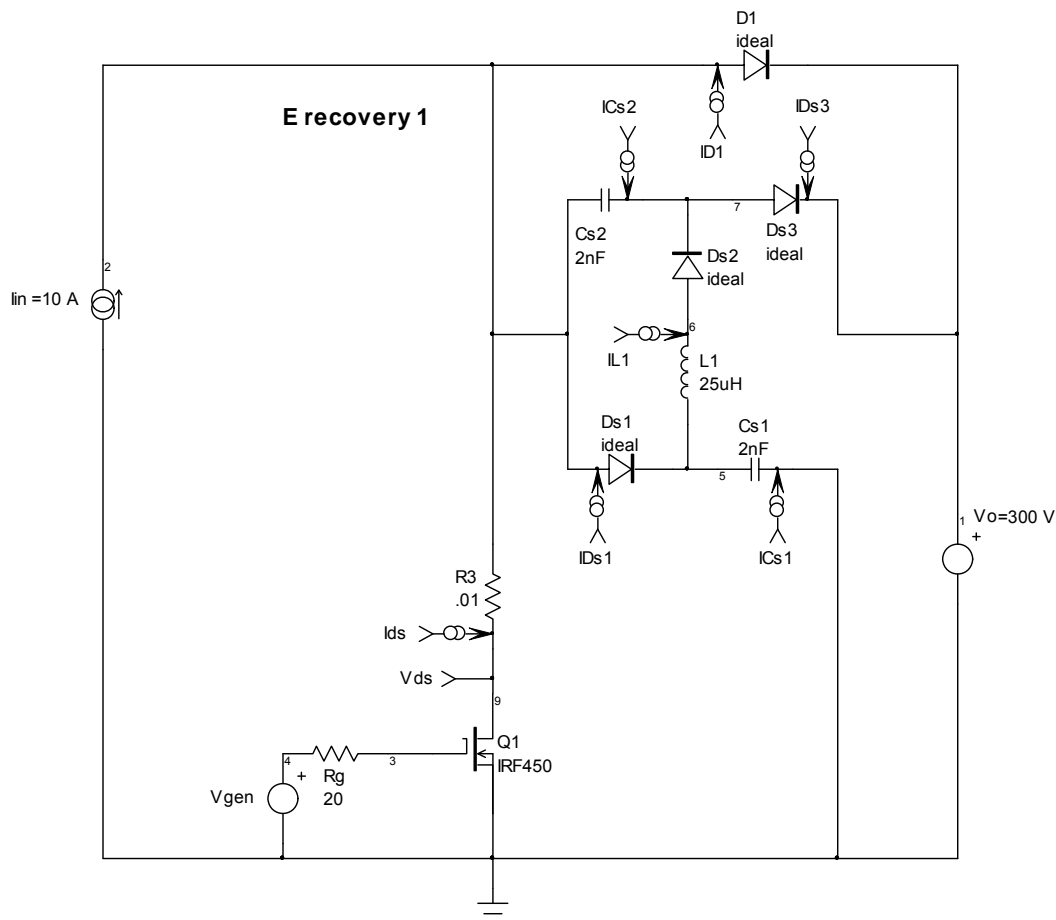 D1
ideal
E recovery 1
ICs2
IDs3
ID1
7
Cs2
2nF
Ds3
ideal
Ds2
ideal
2
Iin =10 A
6
IL1
L1
25uH
Ds1
ideal
Cs1
2nF
5
1
Vo=300 V
+
IDs1
ICs1
R3
.01
Ids
Vds
9
Q1
IRF450
4
3
+
Rg
20
Vgen